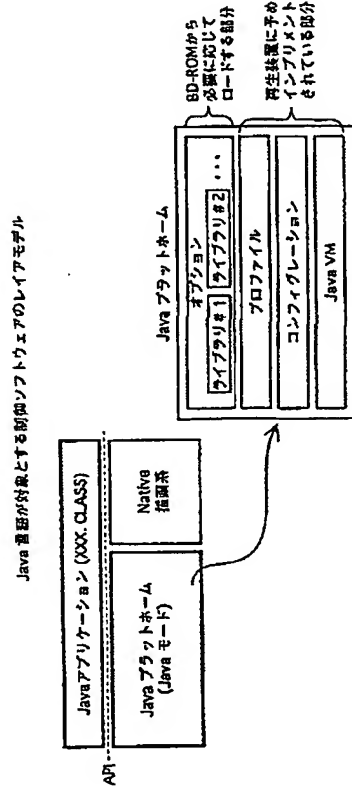 Java 言語が対象とする制御ソフトウェアのレイアモデル
Javaアプリケーション (XXX. CLASS)
API
Java プラットホーム
(Java モード)
Native
描画系
Java プラットホーム
オプション
ライブラリ#1 ライブラリ#2 ...
プロファイル
コンフィグレーション
Java VM
BD-ROMから
必要に応じて
ロードする部分
再生装置に予め
インプリメント
されている部分